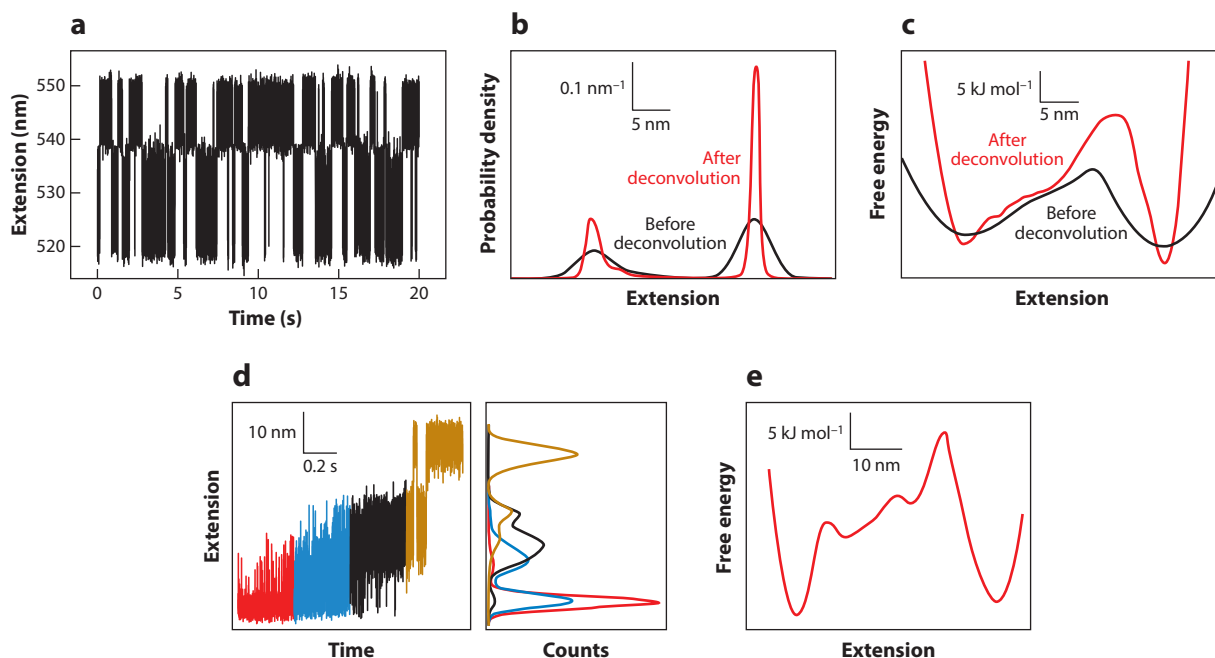 a
Extension (nm)
550
540
530
520
0
5
10
15
20
Time (s)
b
Probability density
0.1 nm⁻¹
5 nm
After
deconvolution
Before
deconvolution
Extension
c
Free energy
5 kJ mol⁻¹
5 nm
After
deconvolution
Before
deconvolution
Extension
d
Extension
10 nm
0.2 s
Time
Counts
e
Free energy
5 kJ mol⁻¹
10 nm
Extension